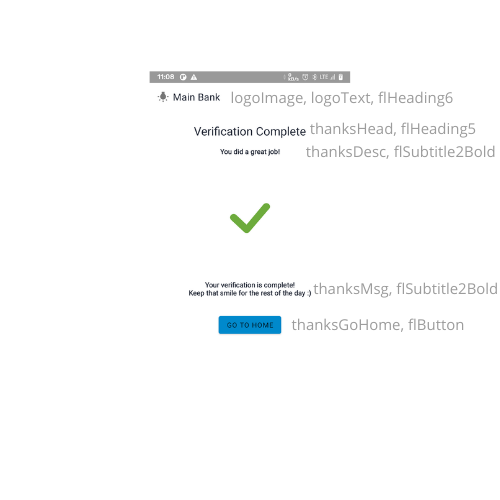 11:08 LTE
Main Bank logoImage, logoText, flHeading6
Verification Complete thanksHead, flHeading5
You did a great job! thanksDesc, flSubtitle2Bold
Your verification is complete!
Keep that smile for the rest of the day :) thanksMsg, flSubtitle2Bold
GO TO HOME thanksGoHome, flButton